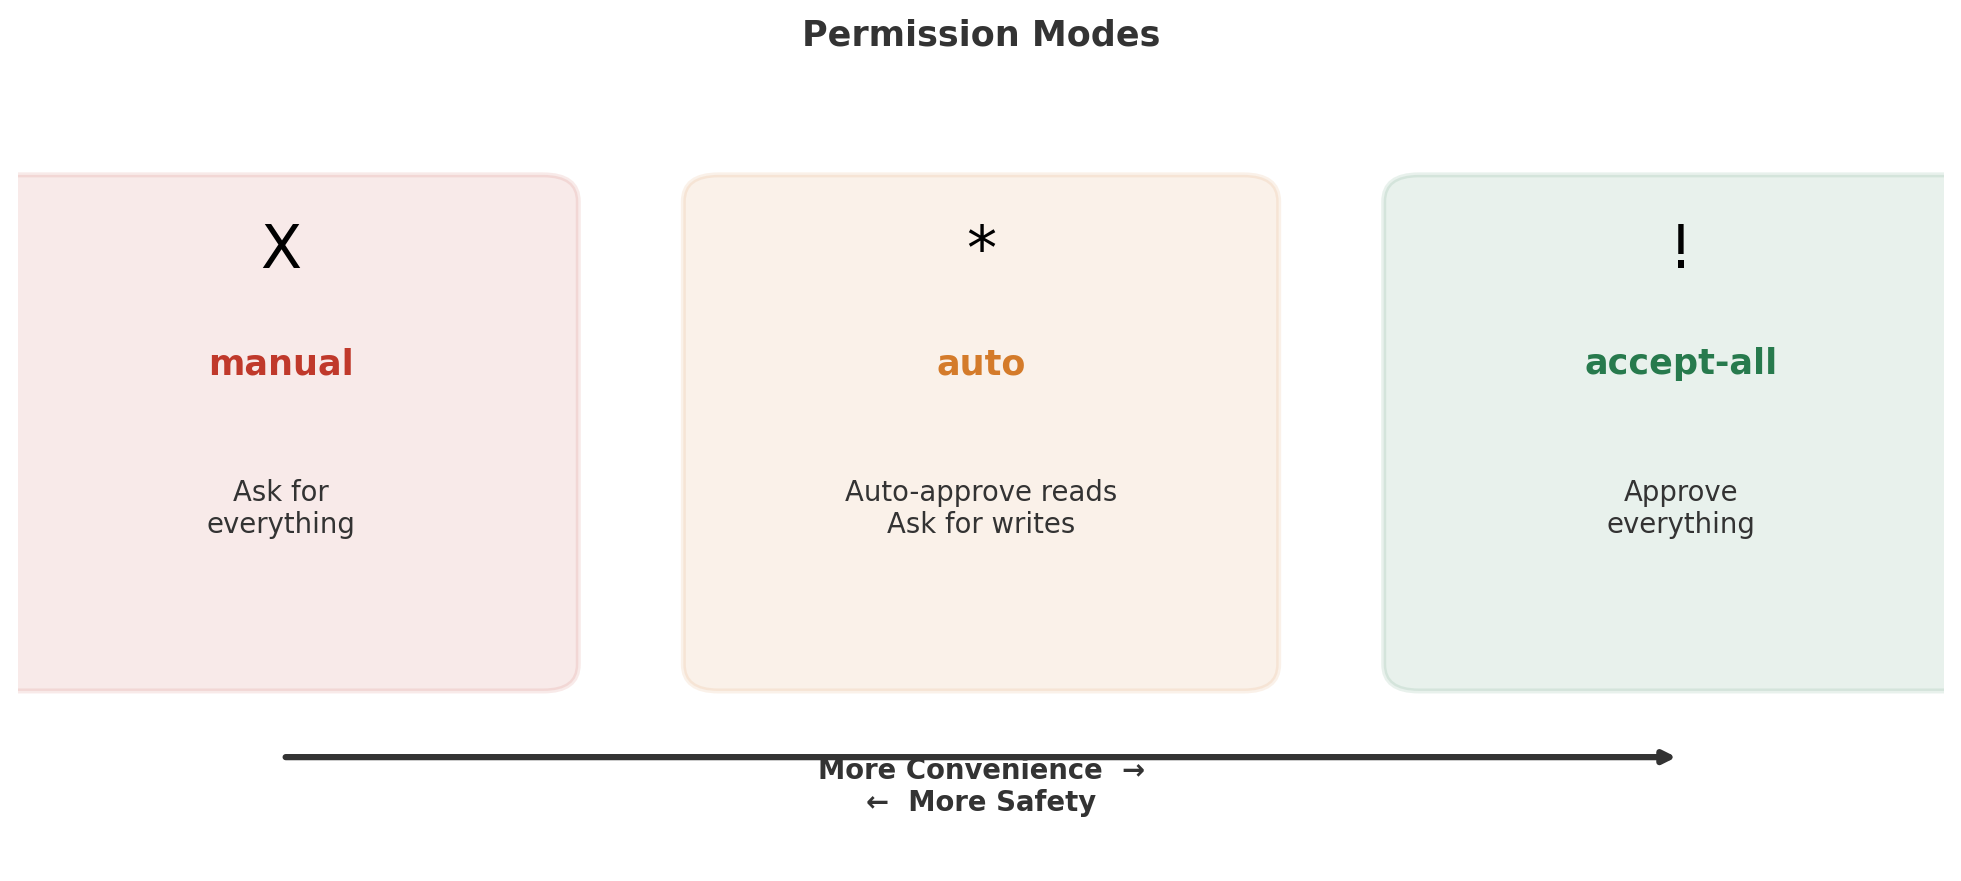 Permission Modes
X
manual
Ask for
everything
*
auto
Auto-approve reads
Ask for writes
!
accept-all
Approve
everything
More Convenience →
← More Safety